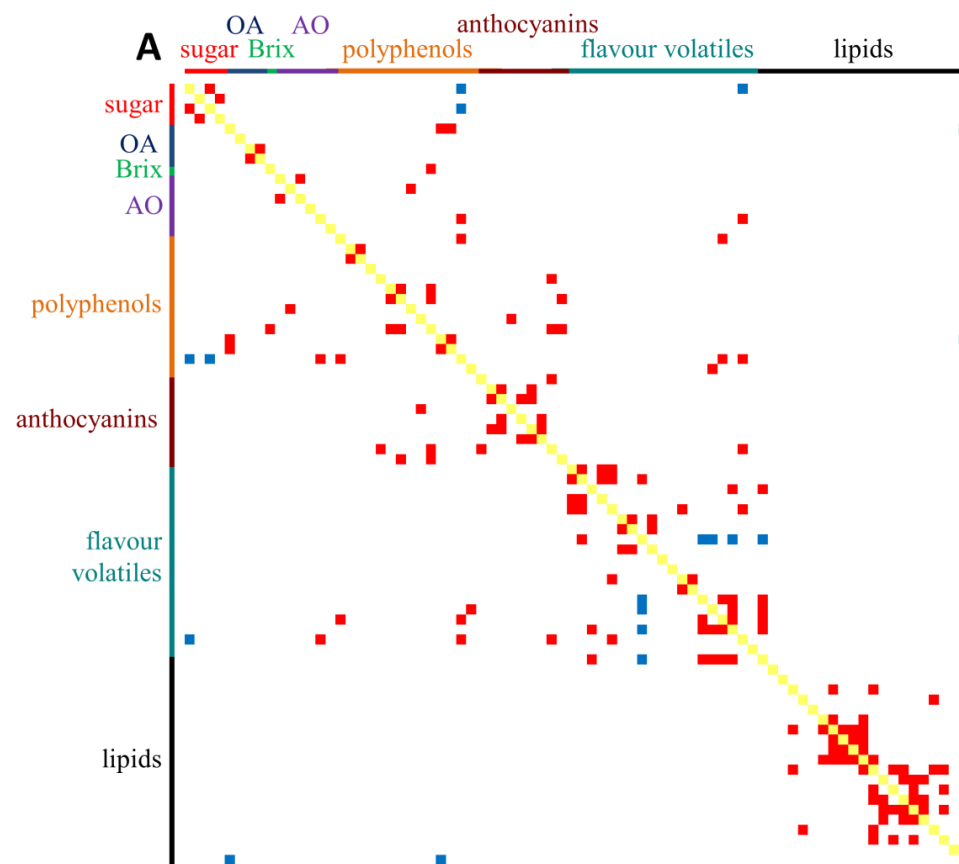 anthocyanins
OA AO
A sugar Brix polyphenols flavour volatiles lipids
sugar
OA
Brix
AO
polyphenols
anthocyanins
flavour
volatiles
lipids